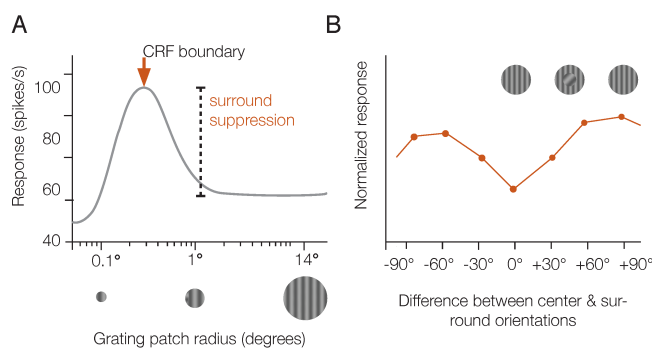 A
CRF boundary
surround
suppression
Response (spikes/s)
100
80
60
40
0.1°
1°
14°
Grating patch radius (degrees)
B
Normalized response
-90°
-60°
-30°
0°
+30°
+60°
+90°
Difference between center & sur-
round orientations